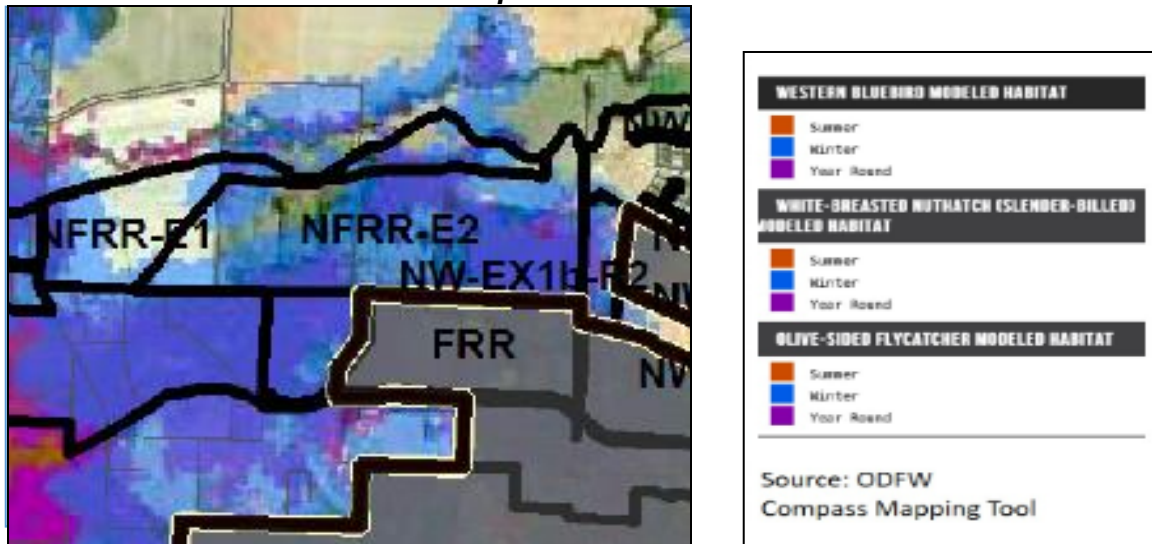 NW
NFRR-E1
NFRR-E2
NW-EX1b-R2
FRR
WESTERN BLUEBIRD MODELED HABITAT
Summer
Winter
Year Round
WHITE-BREASTED NUTHATCH (SLENDER-BILLED)
MODELED HABITAT
Summer
Winter
Year Round
OLIVE-SIDED FLYCATCHER MODELED HABITAT
Summer
Winter
Year Round
Source: ODFW
Compass Mapping Tool